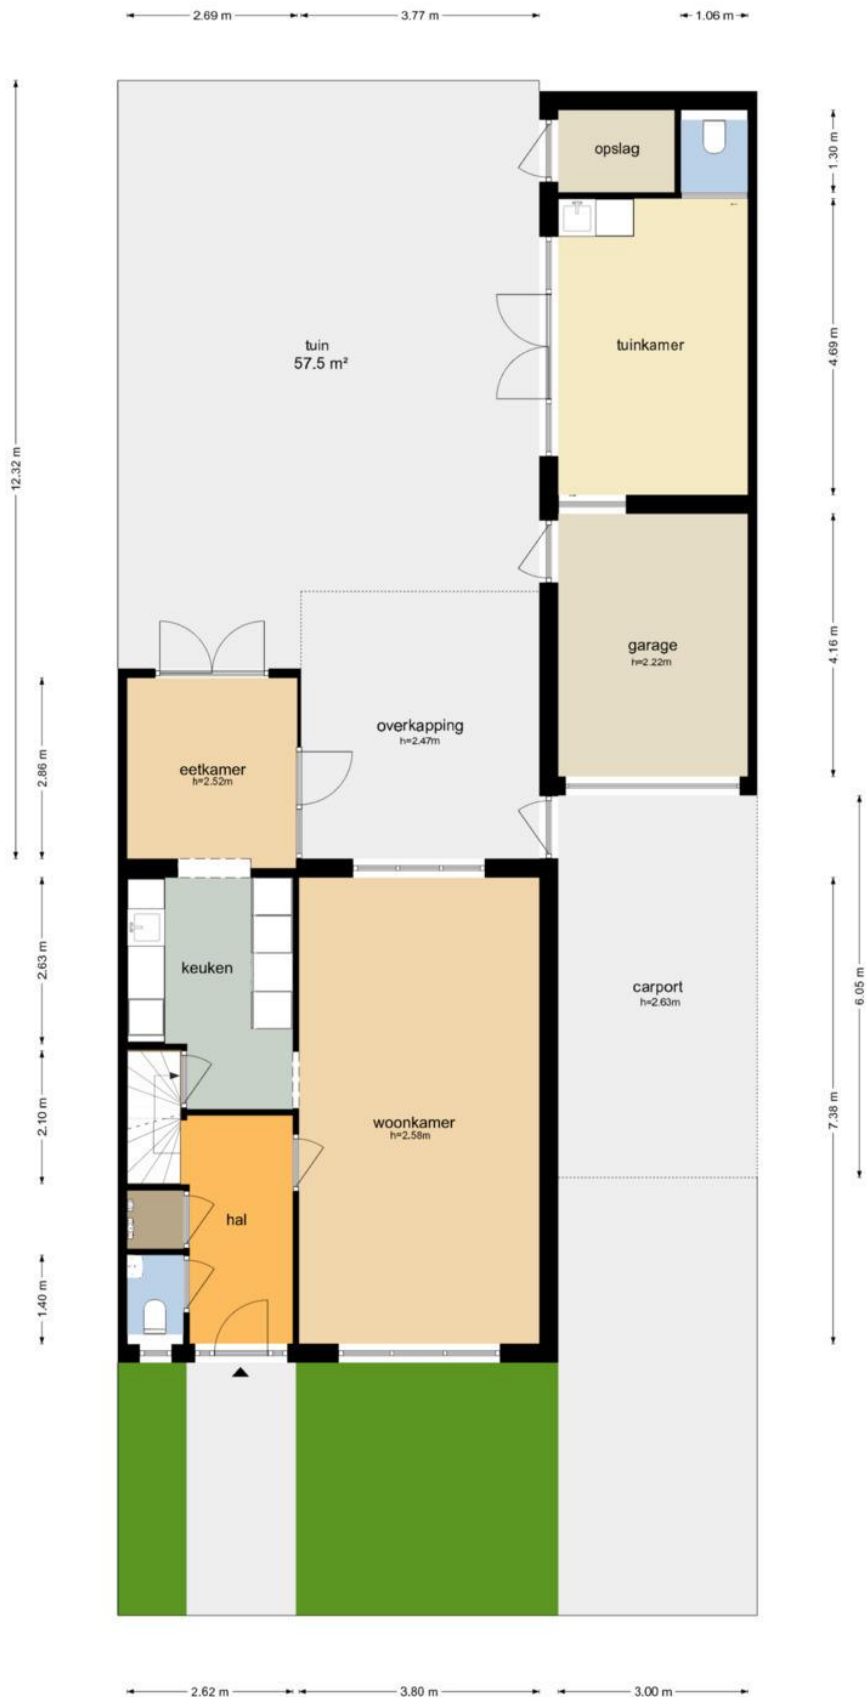 2.69 m
3.77 m
1.06 m
opslag
1.30 m
tuin
57.5 m²
tuinkamer
4.69 m
12.32 m
garage
h=2.22m
4.16 m
overkapping
h=2.47m
eetkamer
h=2.52m
2.86 m
keuken
2.63 m
carport
h=2.63m
6.05 m
woonkamer
h=2.58m
2.10 m
7.38 m
hal
1.40 m
2.62 m
3.80 m
3.00 m